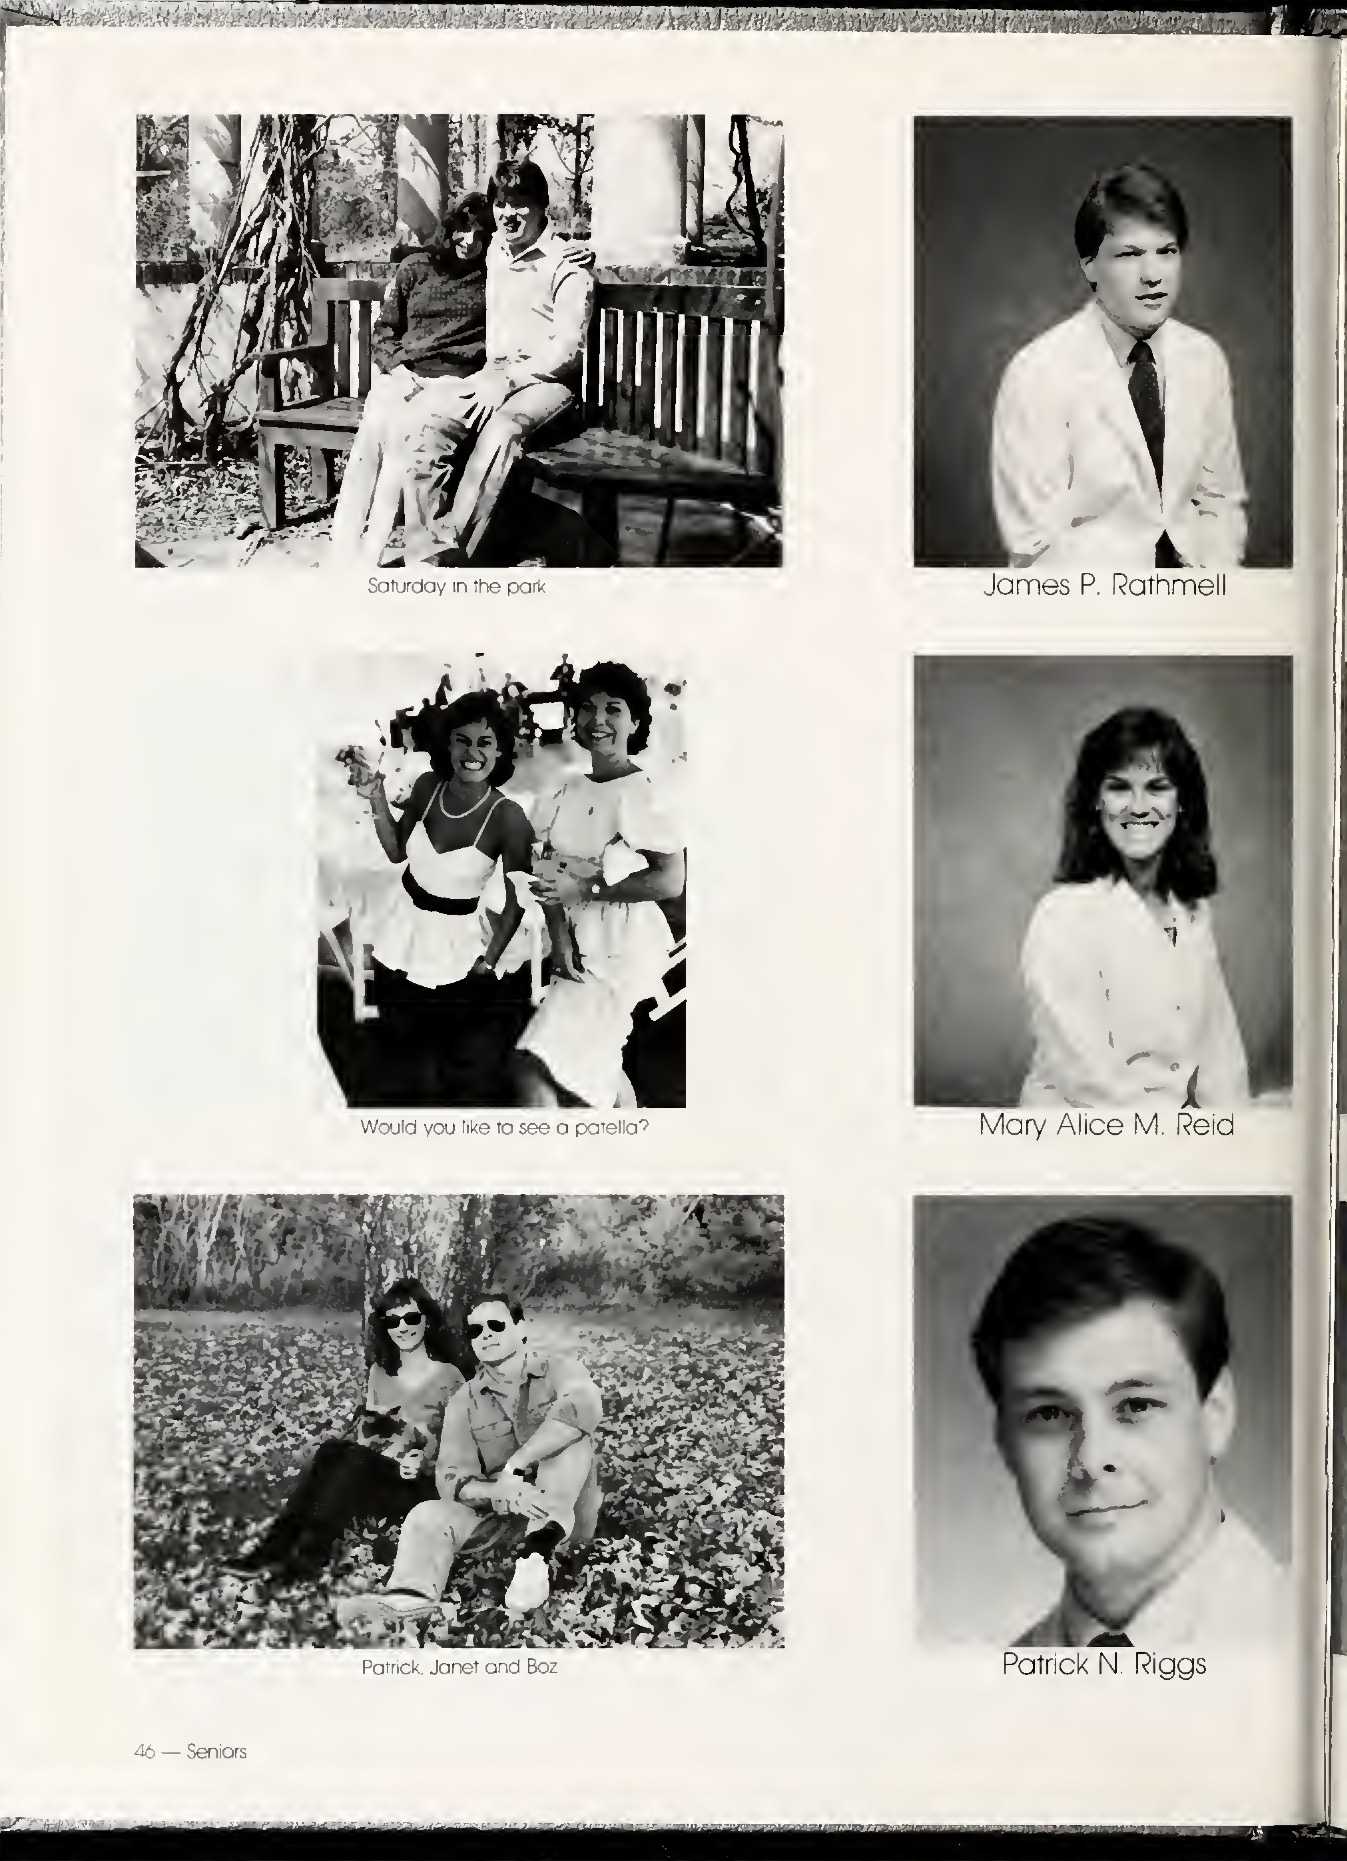 Saturday in the park
James P. Rathmell
Would you like to see a patella?
Mary Alice M. Reid
Patrick, Janet and Boz
Patrick N. Riggs
46 — Seniors